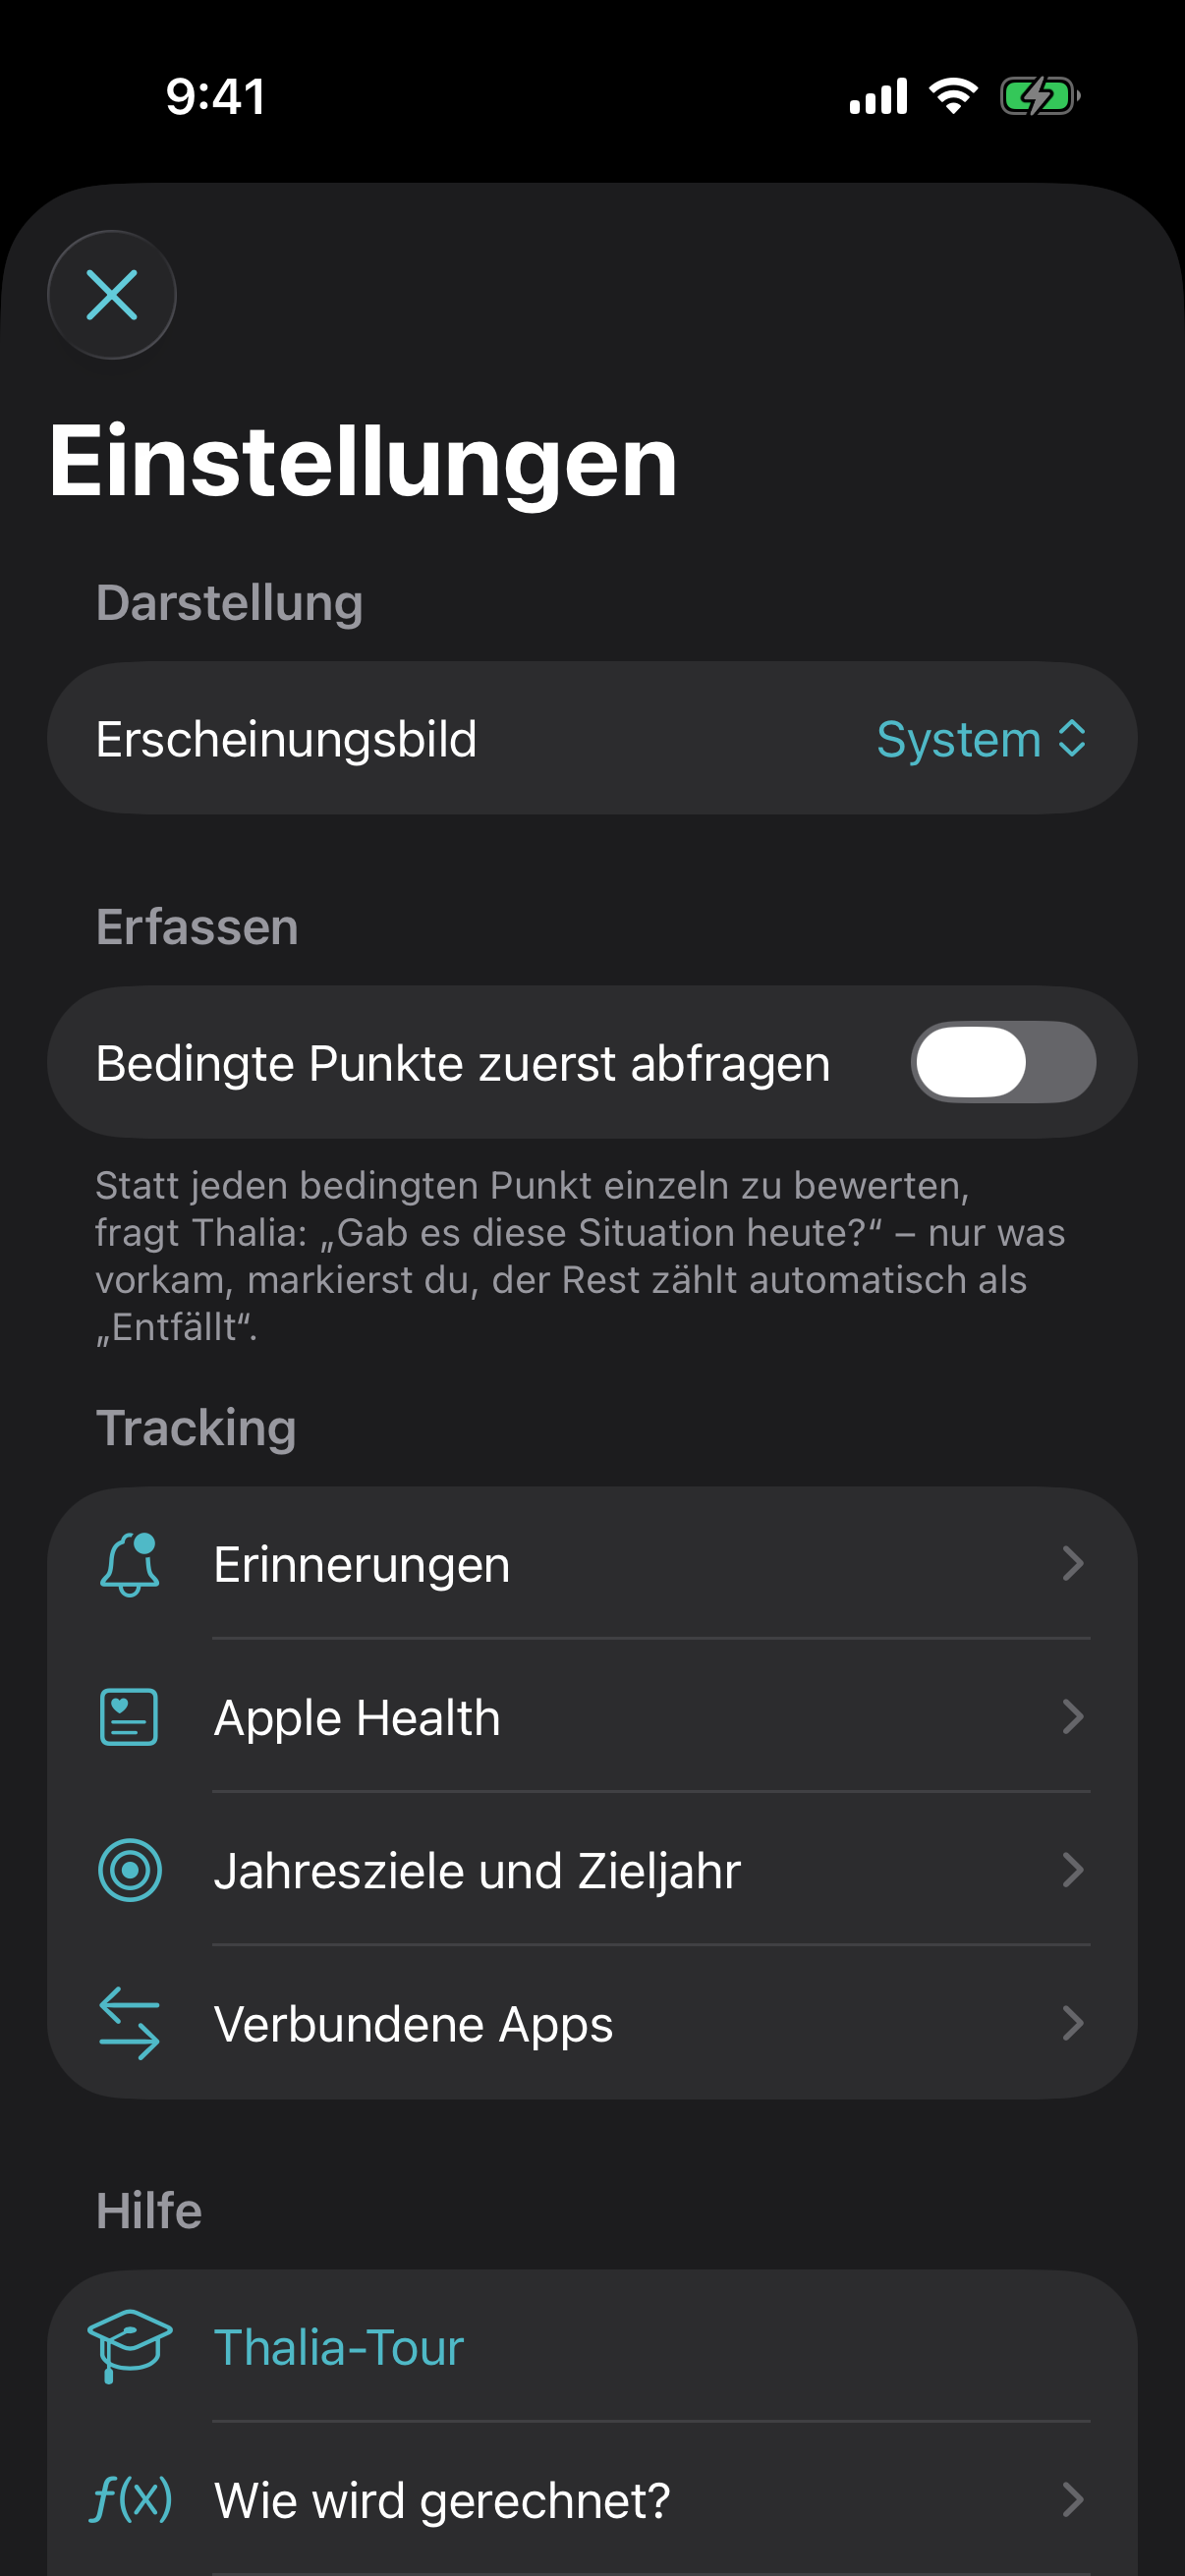 9:41
Einstellungen
Darstellung
Erscheinungsbild System
Erfassen
Bedingte Punkte zuerst abfragen
Statt jeden bedingten Punkt einzeln zu bewerten,
fragt Thalia: „Gab es diese Situation heute?“ – nur was
vorkam, markierst du, der Rest zählt automatisch als
„Entfällt“.
Tracking
Erinnerungen
Apple Health
Jahresziele und Zieljahr
Verbundene Apps
Hilfe
Thalia-Tour
f(x) Wie wird gerechnet?